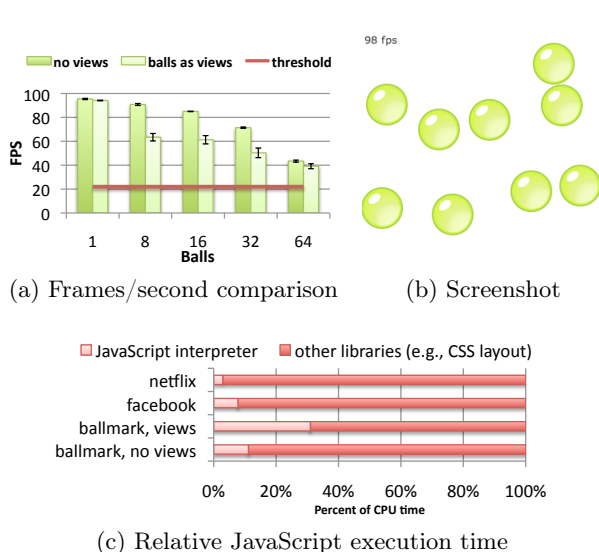 98 fps
no views balls as views threshold
100
80
60
40
20
0
FPS
1 8 16 32 64
Balls
(a) Frames/second comparison
(b) Screenshot
JavaScript interpreter other libraries (e.g., CSS layout)
netflix
facebook
ballmark, views
ballmark, no views
0% 20% 40% 60% 80% 100%
Percent of CPU time
(c) Relative JavaScript execution time